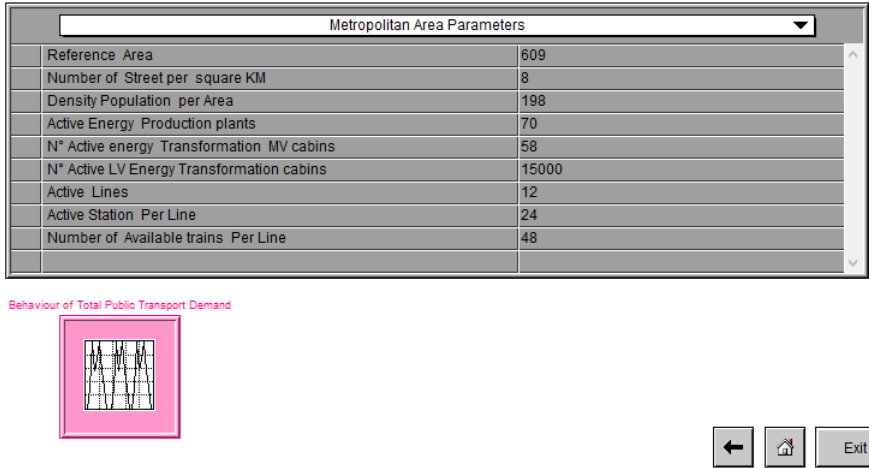 Metropolitan Area Parameters
Reference Area 609
Number of Street per square KM 8
Density Population per Area 198
Active Energy Production plants 70
N° Active energy Transformation MV cabins 58
N° Active LV Energy Transformation cabins 15000
Active Lines 12
Active Station Per Line 24
Number of Available trains Per Line 48
Behaviour of Total Public Transport Demand
Exit